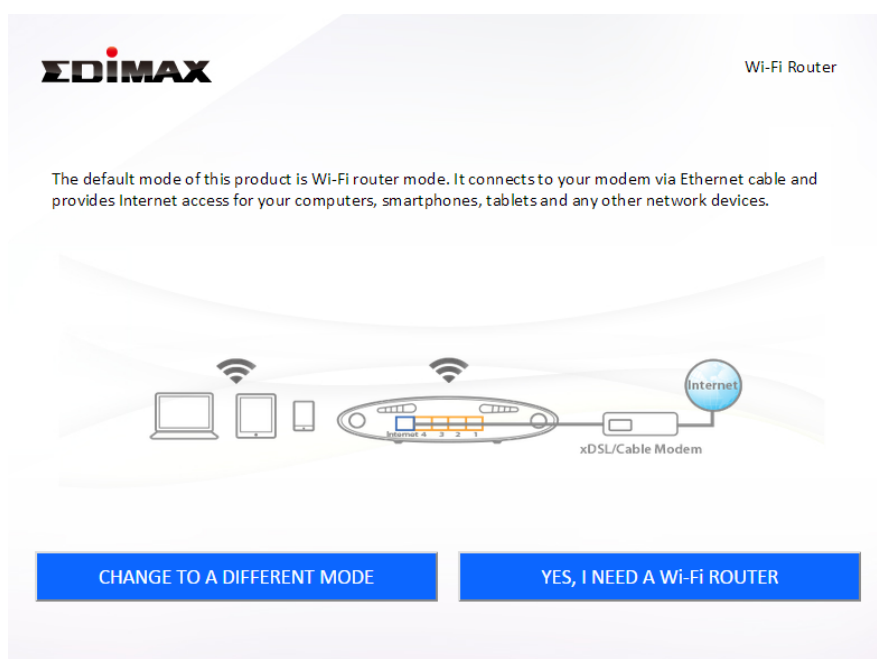 EDIMAX
Wi-Fi Router
The default mode of this product is Wi-Fi router mode. It connects to your modem via Ethernet cable and
provides Internet access for your computers, smartphones, tablets and any other network devices.
Internet
Internet 4 3 2 1
xDSL/Cable Modem
CHANGE TO A DIFFERENT MODE
YES, I NEED A Wi-Fi ROUTER